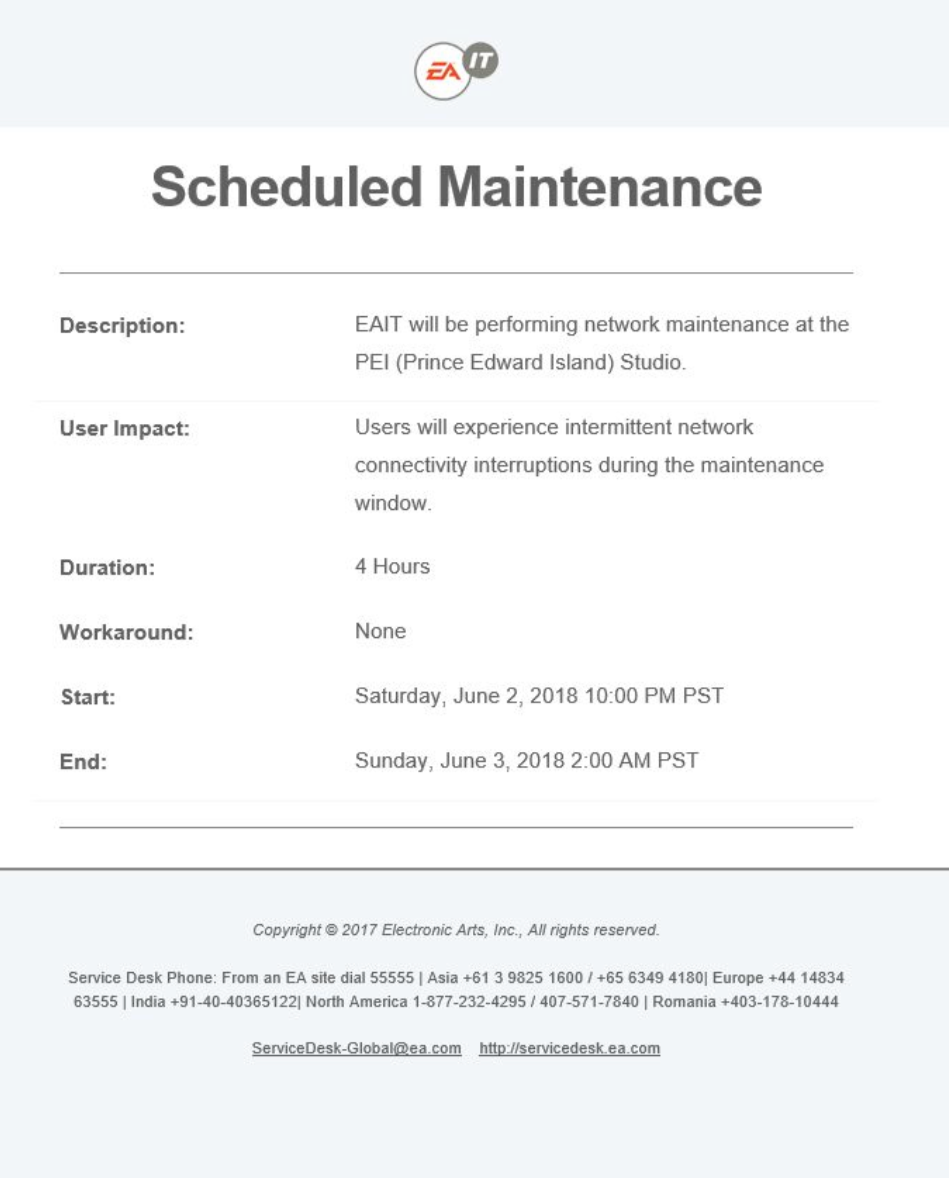 EA IT
Scheduled Maintenance
Description: EAIT will be performing network maintenance at the
PEI (Prince Edward Island) Studio.
User Impact: Users will experience intermittent network
connectivity interruptions during the maintenance
window.
Duration: 4 Hours
Workaround: None
Start: Saturday, June 2, 2018 10:00 PM PST
End: Sunday, June 3, 2018 2:00 AM PST
Copyright © 2017 Electronic Arts, Inc., All rights reserved.
Service Desk Phone: From an EA site dial 55555 | Asia +61 3 9825 1600 / +65 6349 4180| Europe +44 14834
63555 | India +91-40-40365122| North America 1-877-232-4295 / 407-571-7840 | Romania +403-178-10444
ServiceDesk-Global@ea.com http://servicedesk.ea.com